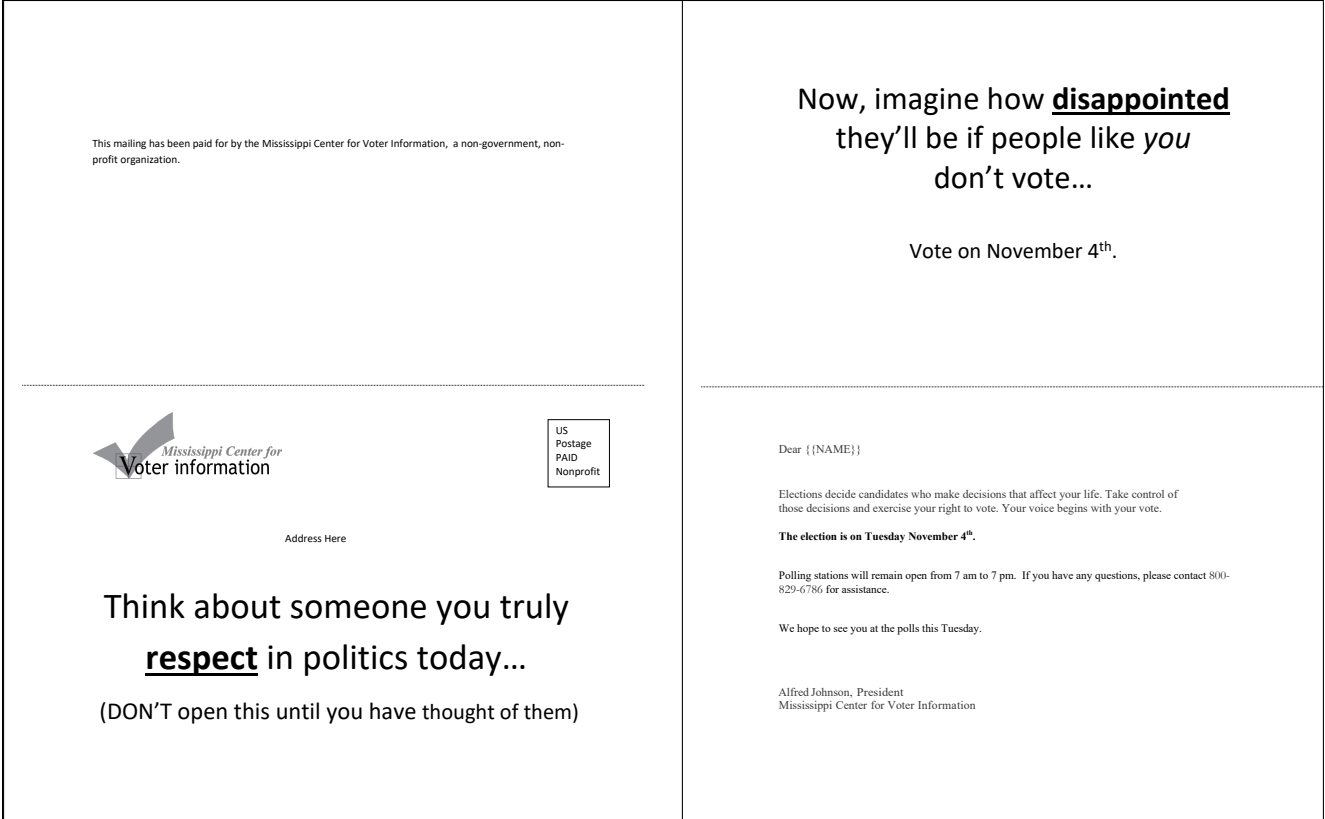 This mailing has been paid for by the Mississippi Center for Voter Information,  a non-government, non-
profit organization.
Mississippi Center for
Voter information
US
Postage
PAID
Nonprofit
Address Here
Think about someone you truly
respect in politics today…
(DON’T open this until you have thought of them)
Now, imagine how disappointed
they’ll be if people like you
don’t vote…
Vote on November 4th.
Dear {{NAME}}
Elections decide candidates who make decisions that affect your life. Take control of
those decisions and exercise your right to vote. Your voice begins with your vote.
The election is on Tuesday November 4th.
Polling stations will remain open from 7 am to 7 pm.  If you have any questions, please contact 800-
829-6786 for assistance.
We hope to see you at the polls this Tuesday.
Alfred Johnson, President
Mississippi Center for Voter Information